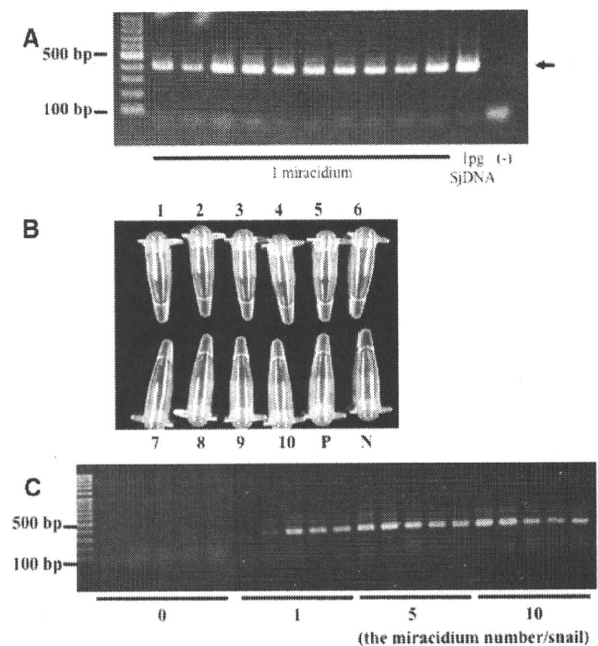 A
500 bp
100 bp
1 miracidium
1pg (-)
SjDNA
B
1 2 3 4 5 6
7 8 9 10 P N
C
500 bp
100 bp
0 1 5 10
(the miracidium number/snail)